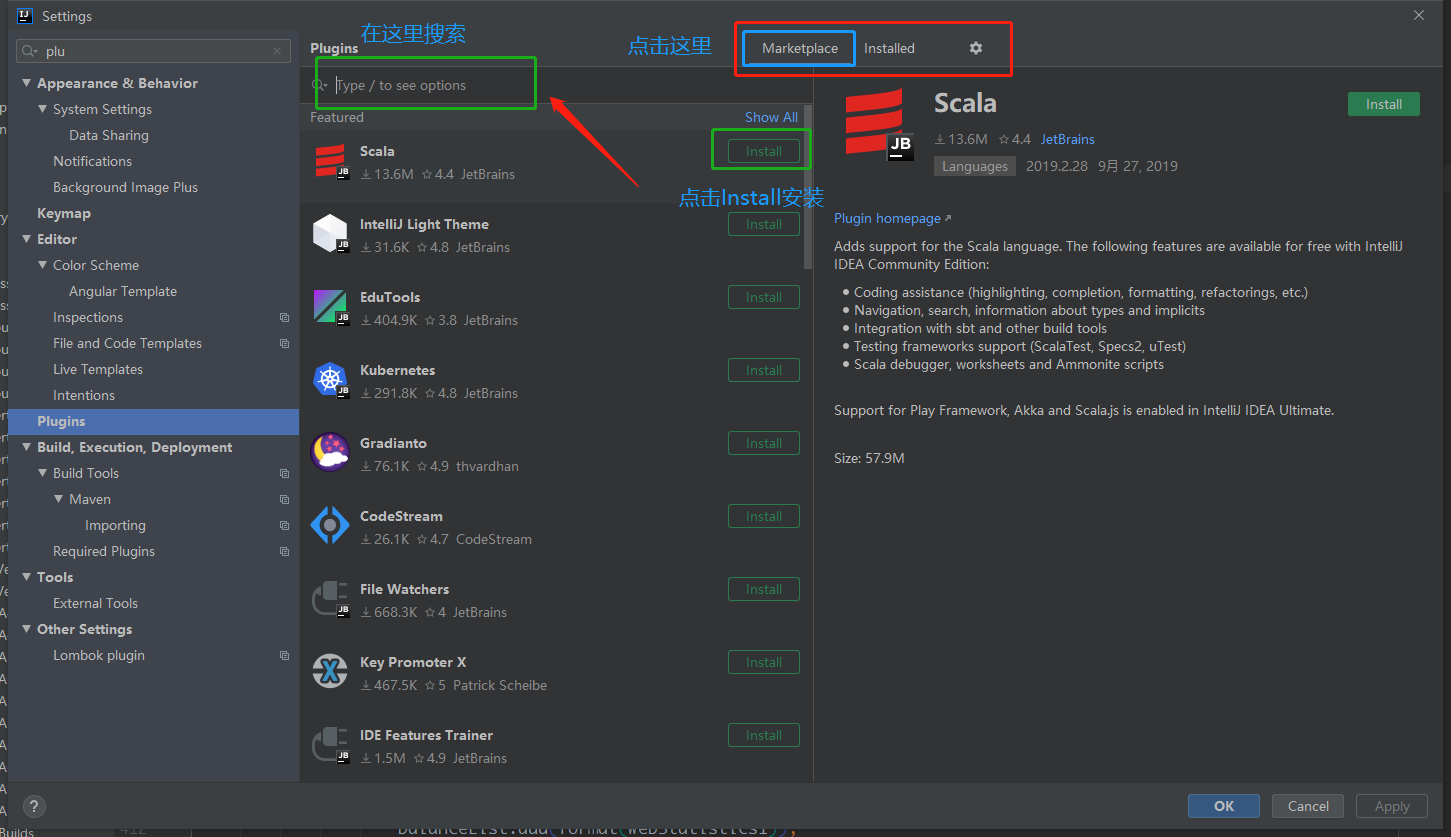 Settings
plu
Appearance & Behavior
System Settings
Data Sharing
Notifications
Background Image Plus
Keymap
Editor
Color Scheme
Angular Template
Inspections
File and Code Templates
Live Templates
Intentions
Plugins
Build, Execution, Deployment
Build Tools
Maven
Importing
Required Plugins
Tools
External Tools
Other Settings
Lombok plugin
Plugins
在这里搜索
点击这里
Marketplace
Installed
Type / to see options
Featured
Show All
Scala
Install
13.6M 4.4 JetBrains
点击Install安装
IntelliJ Light Theme
Install
31.6K 4.8 JetBrains
EduTools
Install
404.9K 3.8 JetBrains
Kubernetes
Install
291.8K 4.8 JetBrains
Gradianto
Install
76.1K 4.9 thvardhan
CodeStream
Install
26.1K 4.7 CodeStream
File Watchers
Install
668.3K 4 JetBrains
Key Promoter X
Install
467.5K 5 Patrick Scheibe
IDE Features Trainer
Install
1.5M 4.9 JetBrains
JB
Scala
Install
13.6M 4.4 JetBrains
Languages 2019.2.28 9月 27, 2019
Plugin homepage
Adds support for the Scala language. The following features are available for free with IntelliJ
IDEA Community Edition:
Coding assistance (highlighting, completion, formatting, refactorings, etc.)
Navigation, search, information about types and implicits
Integration with sbt and other build tools
Testing frameworks support (ScalaTest, Specs2, uTest)
Scala debugger, worksheets and Ammonite scripts
Support for Play Framework, Akka and Scala.js is enabled in IntelliJ IDEA Ultimate.
Size: 57.9M
?
OK
Cancel
Apply
Builds